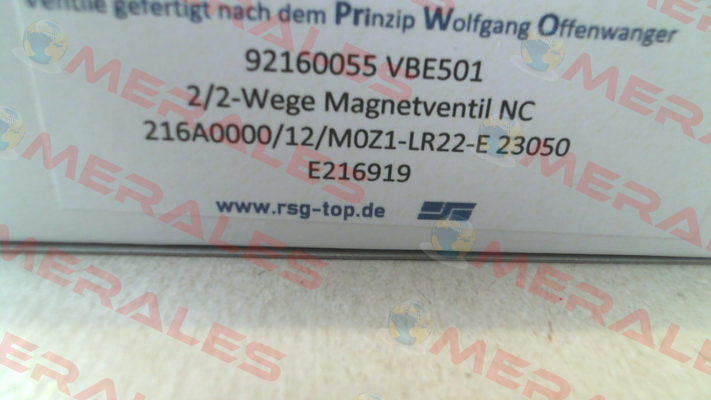 Ventile gefertigt nach dem Prinzip Wolfgang Offenwanger
92160055 VBE501
2/2-Wege Magnetventil NC
216A0000/12/M0Z1-LR22-E 23050
E216919
www.rsg-top.de
MERALES
MERALES
MERALES
MERALES
MERALES